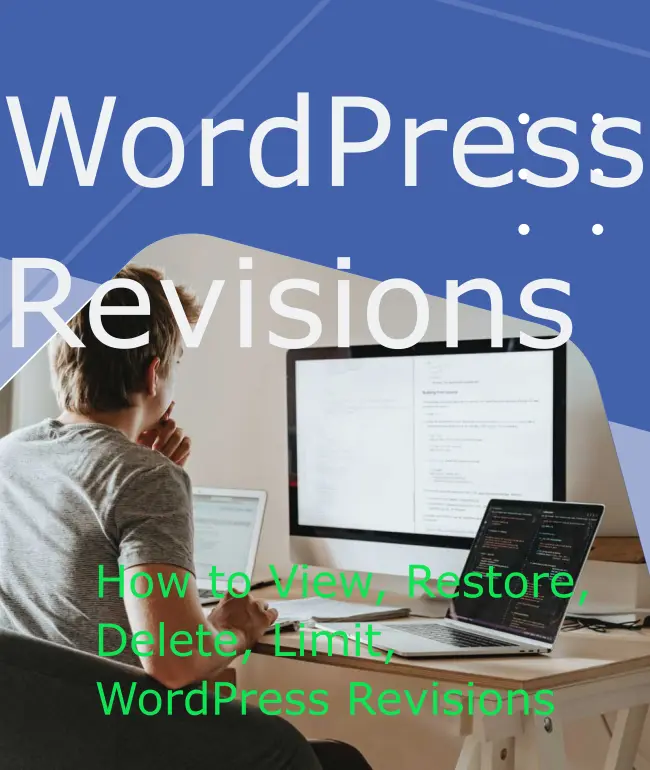 WordPress
Revisions
How to View, Restore,
Delete, Limit,
WordPress Revisions